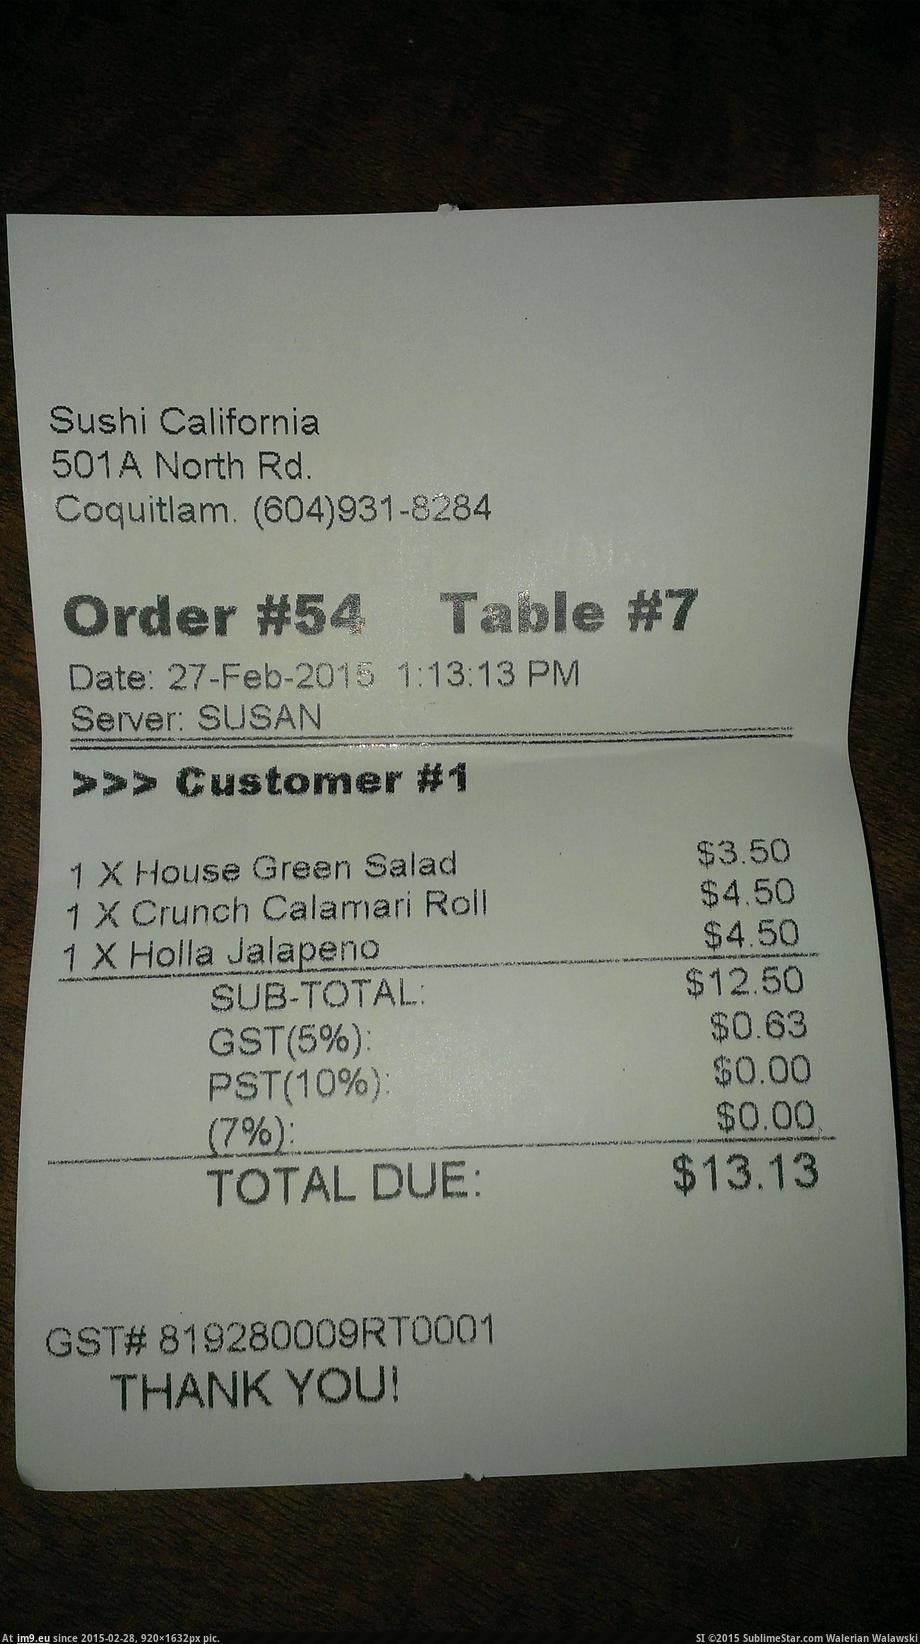 Sushi California
501A North Rd.
Coquitlam. (604)931-8284
Order #54 Table #7
Date: 27-Feb-2015 1:13:13 PM
Server: SUSAN
>>> Customer #1
1 X House Green Salad $3.50
1 X Crunch Calamari Roll $4.50
1 X Holla Jalapeno $4.50
SUB-TOTAL: $12.50
GST(5%): $0.63
PST(10%): $0.00
(7%): $0.00
TOTAL DUE: $13.13
GST# 819280009RT0001
THANK YOU!
At im9.eu since 2015-02-28, 920×1632px pic. SI ©2015 SublimeStar.com Walerian Walawski